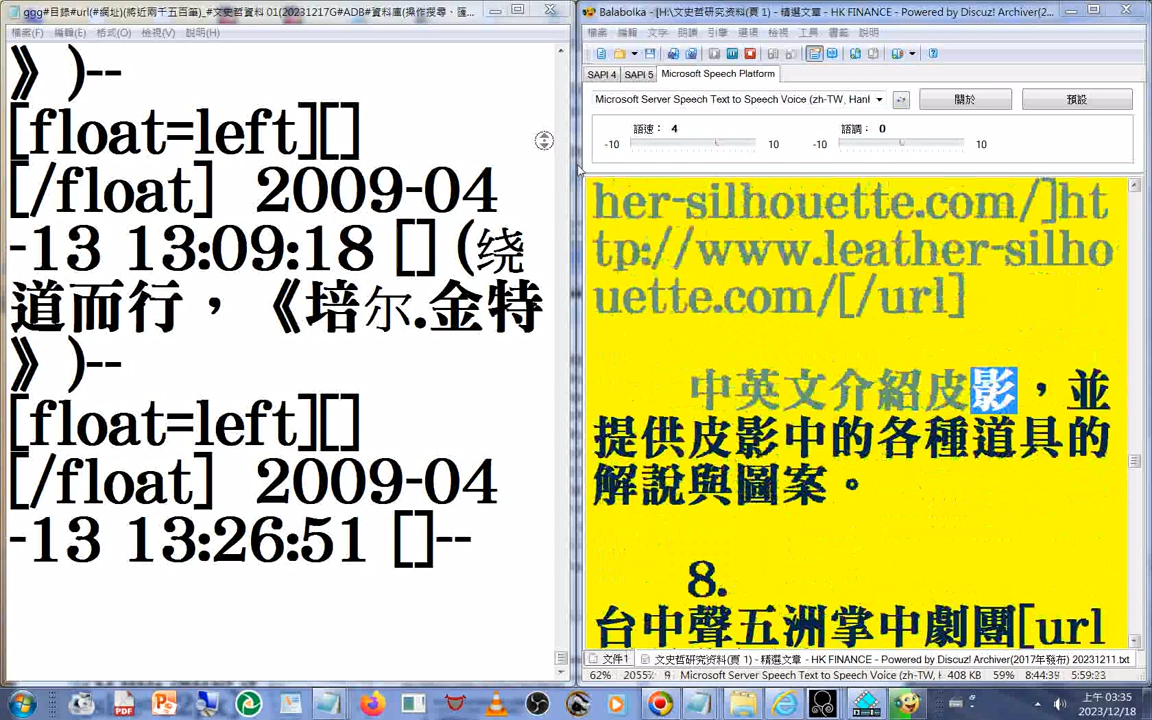 ggg#目錄#url(#網址)(將近兩千五百筆)_#文史哲資料 01(20231217G#ADB#資料庫(操作搜尋、匯...
檔案(F) 編輯(E) 格式(O) 檢視(V) 說明(H)
》 )--
[float=left][]
[/float] 2009-04
-13 13:09:18 [] (绕
道而行，《培尔.金特
》 )--
[float=left][]
[/float] 2009-04
-13 13:26:51 []--
Balabolka - [H:\文史哲研究资料(頁 1) - 精選文章 - HK FINANCE - Powered by Discuz! Archiver(2...
檔案 編輯 文字 朗讀 引擎 選項 檢視 工具 書籤 說明
SAPI 4 SAPI 5 Microsoft Speech Platform
Microsoft Server Speech Text to Speech Voice (zh-TW, Hanl 關於 預設
語速： 4 語調： 0
-10 10 -10 10
her-silhouette.com/]ht
tp://www.leather-silho
uette.com/[/url]
中英文介紹皮影，並
提供皮影中的各種道具的
解說與圖案。
8.
台中聲五洲掌中劇團[url
文件1 文史哲研究资料(頁 1) - 精選文章 - HK FINANCE - Powered by Discuz! Archiver(2017年發布) 20231211.txt
62% 2055% Microsoft Server Speech Text to Speech Voice (zh-TW, H 408 KB 59% 8:44:39 5:59:23
PDF
上午 03:35
2023/12/18